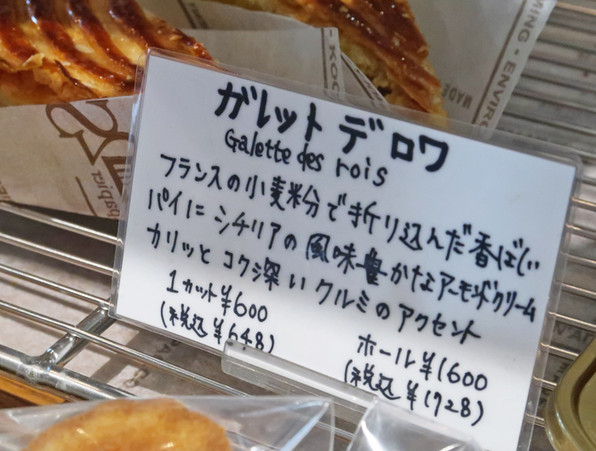 ガレット デ ロワ
Galette des rois
フランスの小麦粉で折り込んだ香ばしい
パイに シチリアの風味豊かなアーモンドクリーム
カリッと コク深い クルミのアクセント
1カット¥600
(税込 ¥648)
ホール¥1600
(税込 ¥1728)
MING - ENVIRO
MADE